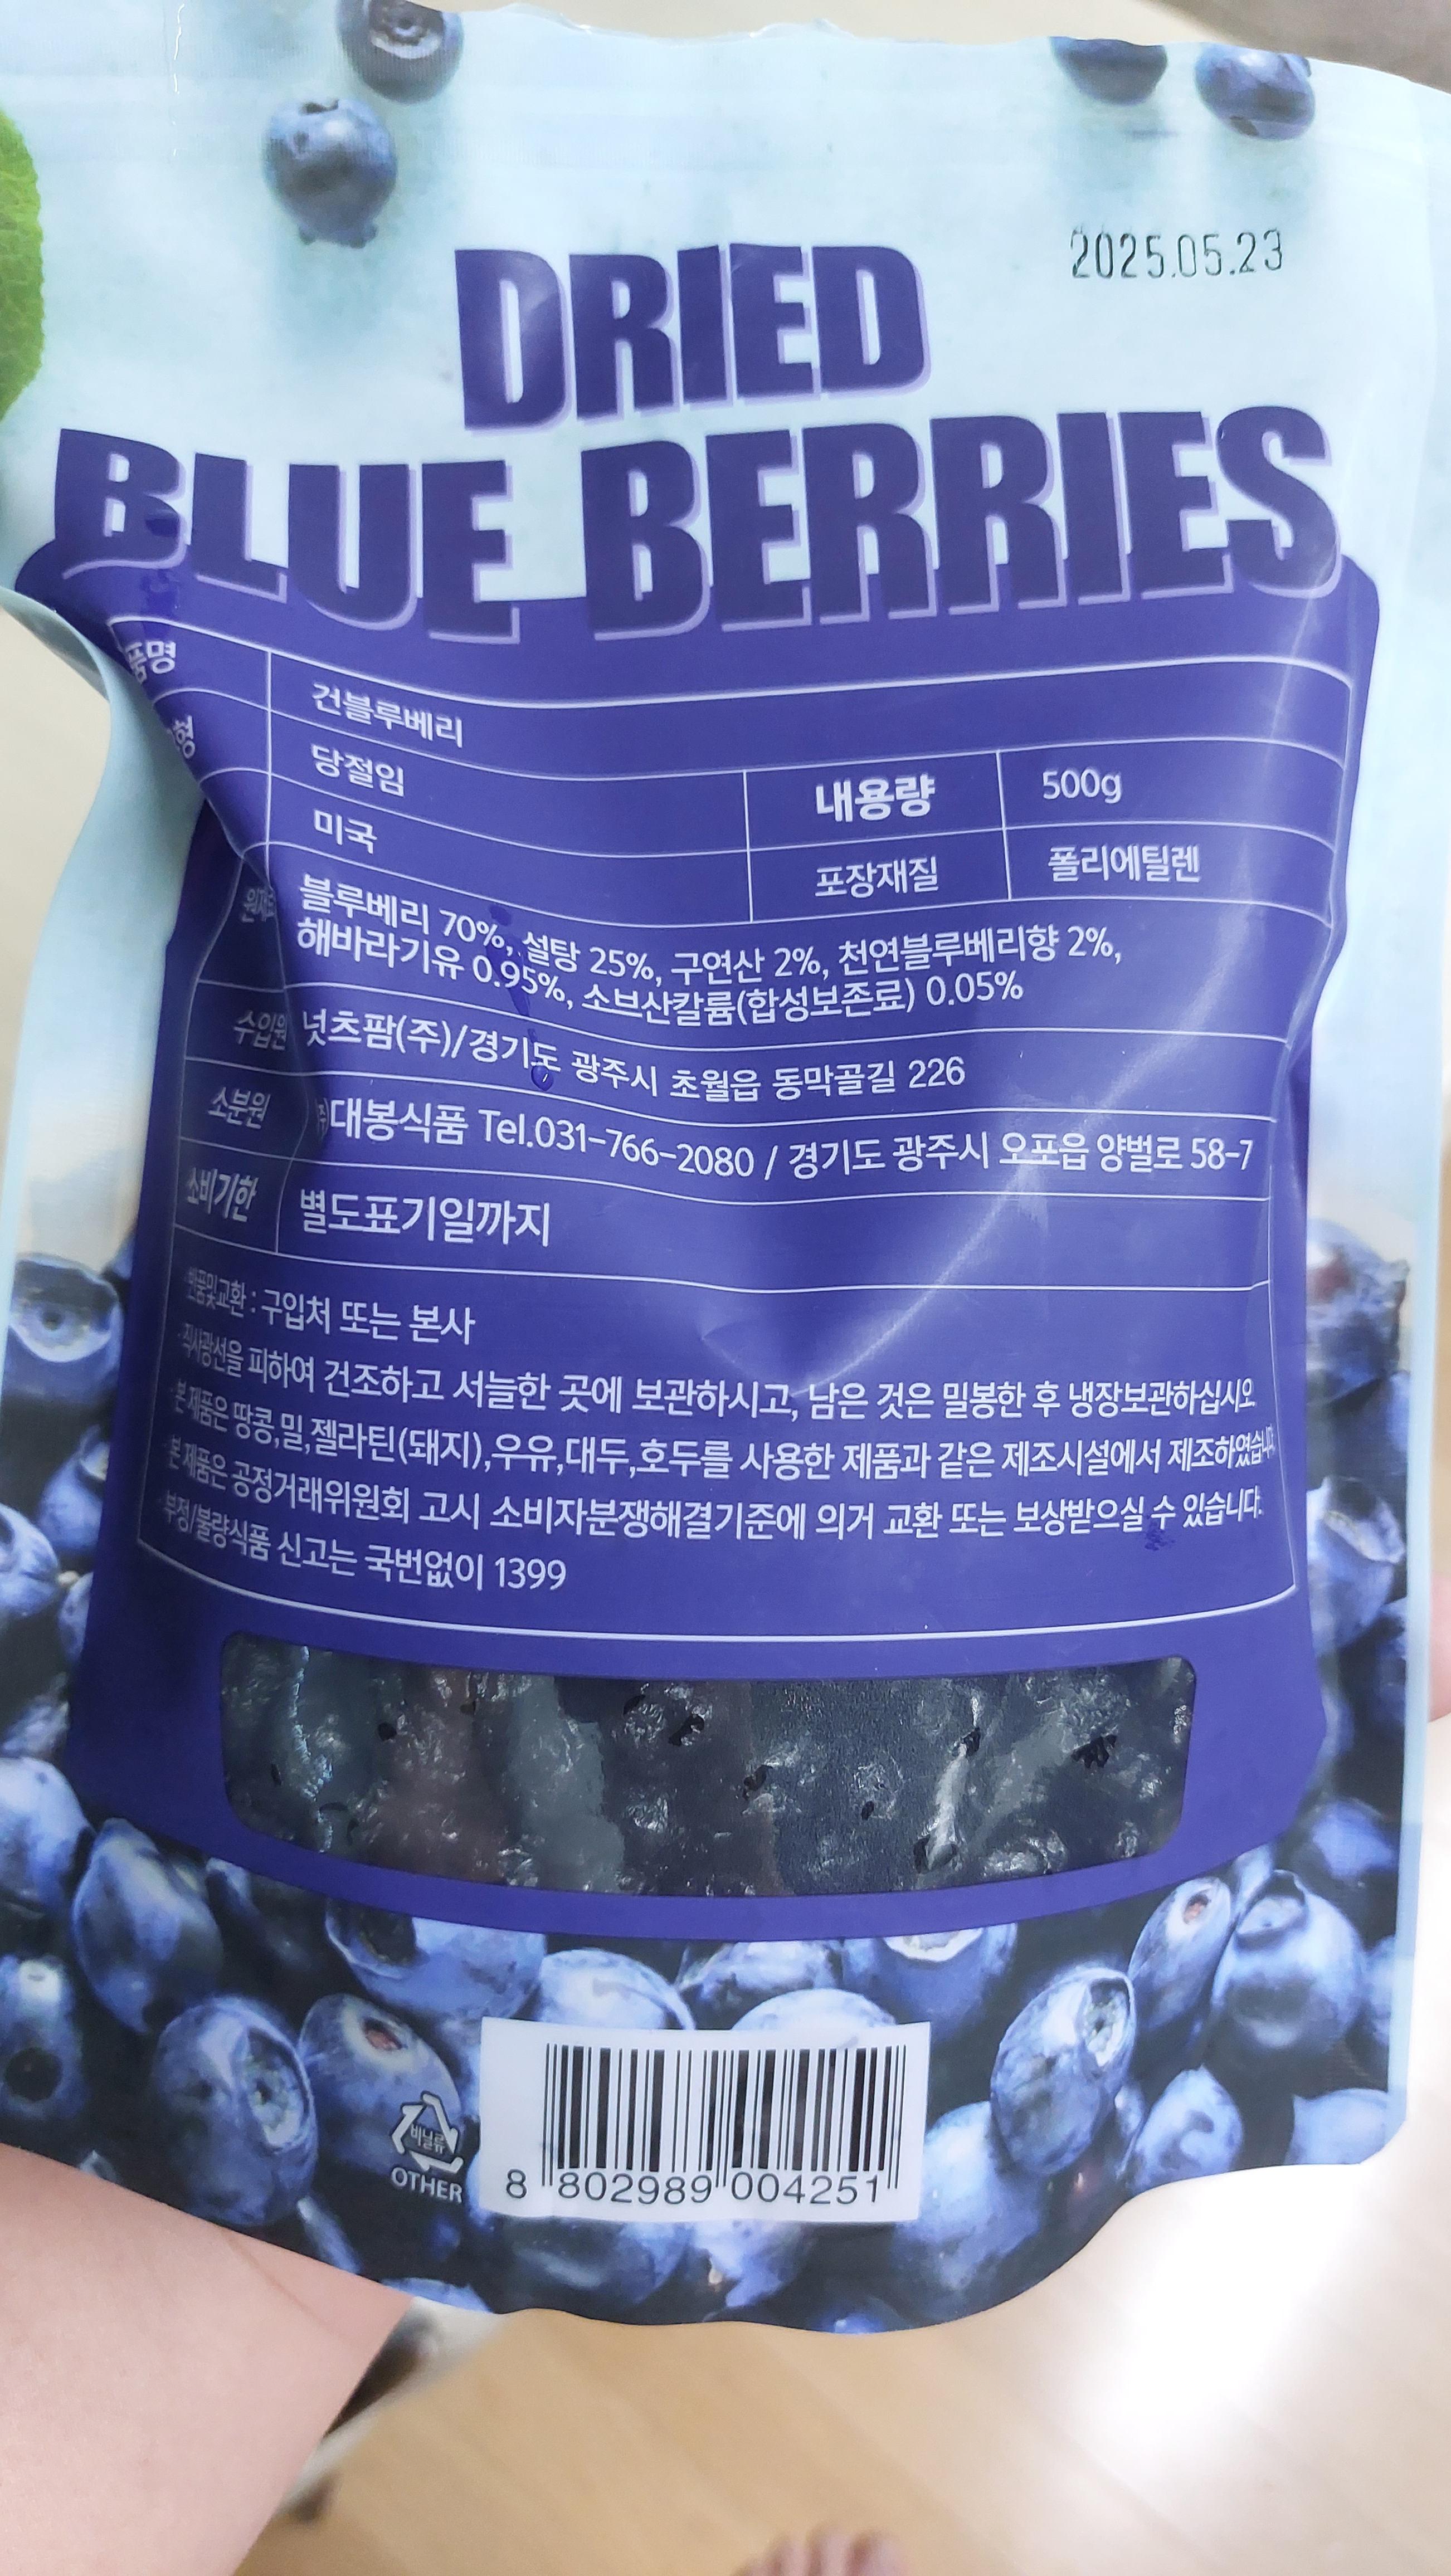 2025.05.23
DRIED
BLUE BERRIES
품명 건블루베리
당절임 내용량 500g
미국 포장재질 폴리에틸렌
블루베리 70%, 설탕 25%, 구연산 2%, 천연블루베리향 2%,
해바라기유 0.95%, 소브산칼륨(합성보존료) 0.05%
수입원 넛츠팜(주)/경기도 광주시 초월읍 동막골길 226
소분원 (주)대봉식품 Tel.031-766-2080 / 경기도 광주시 오포읍 양벌로 58-7
소비기한 별도표기일까지
·반품및교환 : 구입처 또는 본사
·직사광선을 피하여 건조하고 서늘한 곳에 보관하시고, 남은 것은 밀봉한 후 냉장보관하십시오.
·본 제품은 땅콩,밀,젤라틴(돼지),우유,대두,호두를 사용한 제품과 같은 제조시설에서 제조하였습니다.
·본 제품은 공정거래위원회 고시 소비자분쟁해결기준에 의거 교환 또는 보상받으실 수 있습니다.
·부정/불량식품 신고는 국번없이 1399
비닐류
OTHER
8 802989 004251